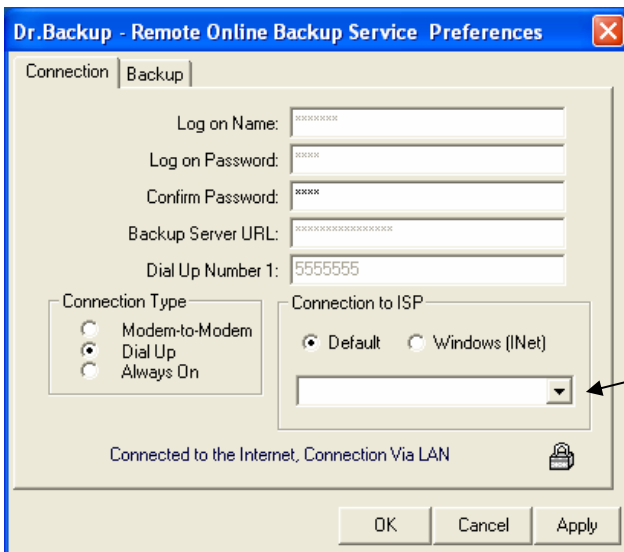 Dr.Backup - Remote Online Backup Service Preferences
Connection Backup
Log on Name: *******
Log on Password: ****
Confirm Password: ****
Backup Server URL: ****************
Dial Up Number 1: 5555555
Connection Type
Modem-to-Modem
Dial Up
Always On
Connection to ISP
Default Windows (INet)
Connected to the Internet, Connection Via LAN
OK Cancel Apply